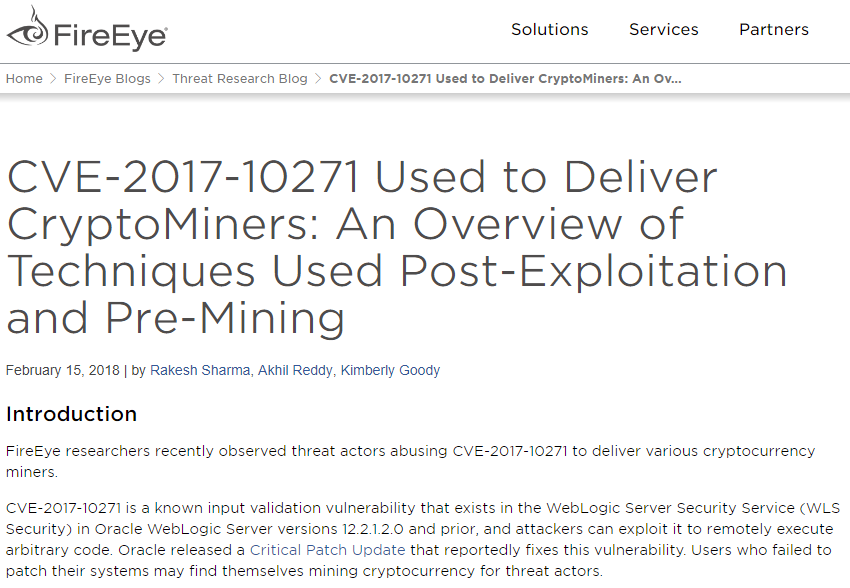 FireEye®
Solutions Services Partners
Home > FireEye Blogs > Threat Research Blog > CVE-2017-10271 Used to Deliver CryptoMiners: An Ov...
CVE-2017-10271 Used to Deliver
CryptoMiners: An Overview of
Techniques Used Post-Exploitation
and Pre-Mining
February 15, 2018 | by Rakesh Sharma, Akhil Reddy, Kimberly Goody
Introduction
FireEye researchers recently observed threat actors abusing CVE-2017-10271 to deliver various cryptocurrency
miners.
CVE-2017-10271 is a known input validation vulnerability that exists in the WebLogic Server Security Service (WLS
Security) in Oracle WebLogic Server versions 12.2.1.2.0 and prior, and attackers can exploit it to remotely execute
arbitrary code. Oracle released a Critical Patch Update that reportedly fixes this vulnerability. Users who failed to
patch their systems may find themselves mining cryptocurrency for threat actors.